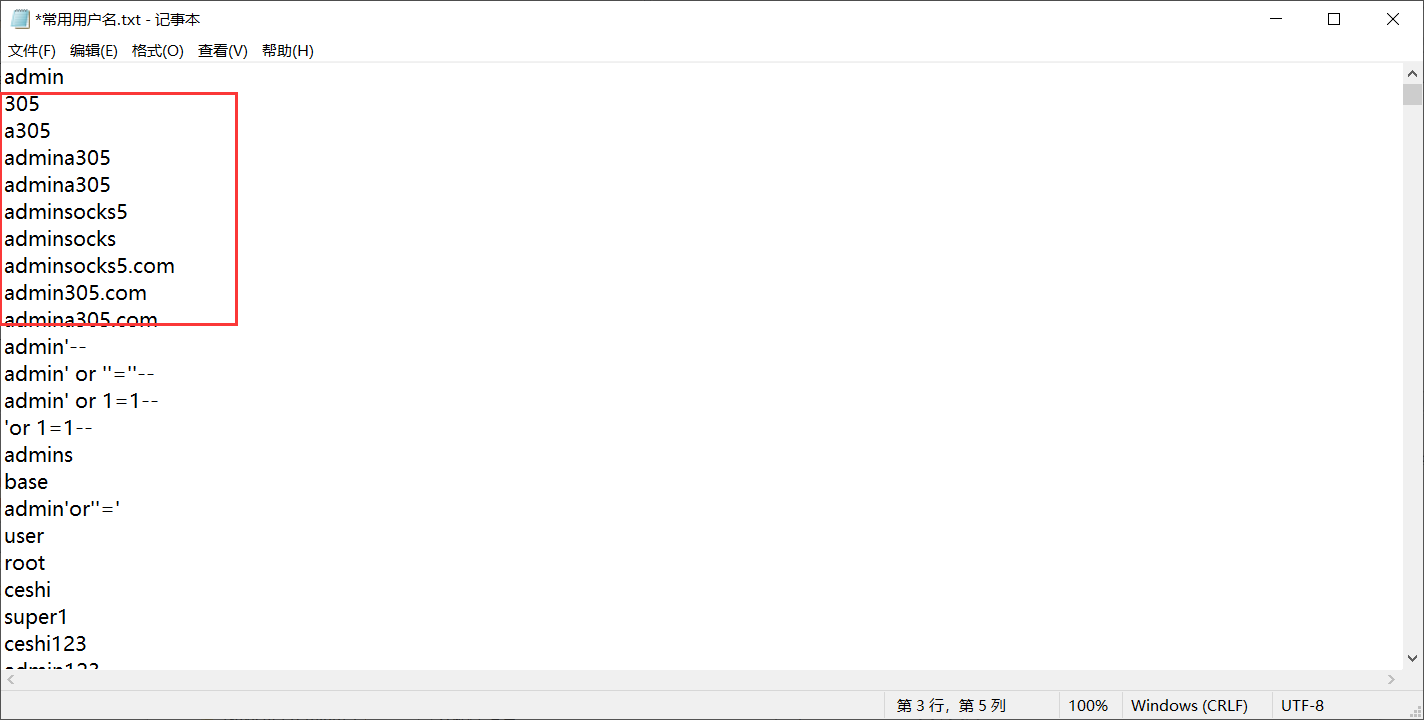 *常用用户名.txt - 记事本
文件(F) 编辑(E) 格式(O) 查看(V) 帮助(H)
admin
305
a305
admina305
admina305
adminsocks5
adminsocks
adminsocks5.com
admin305.com
admina305.com
admin'--
admin' or ''=''--
admin' or 1=1--
'or 1=1--
admins
base
admin'or''='
user
root
ceshi
super1
ceshi123
admin123
第 3 行，第 5 列 100% Windows (CRLF) UTF-8